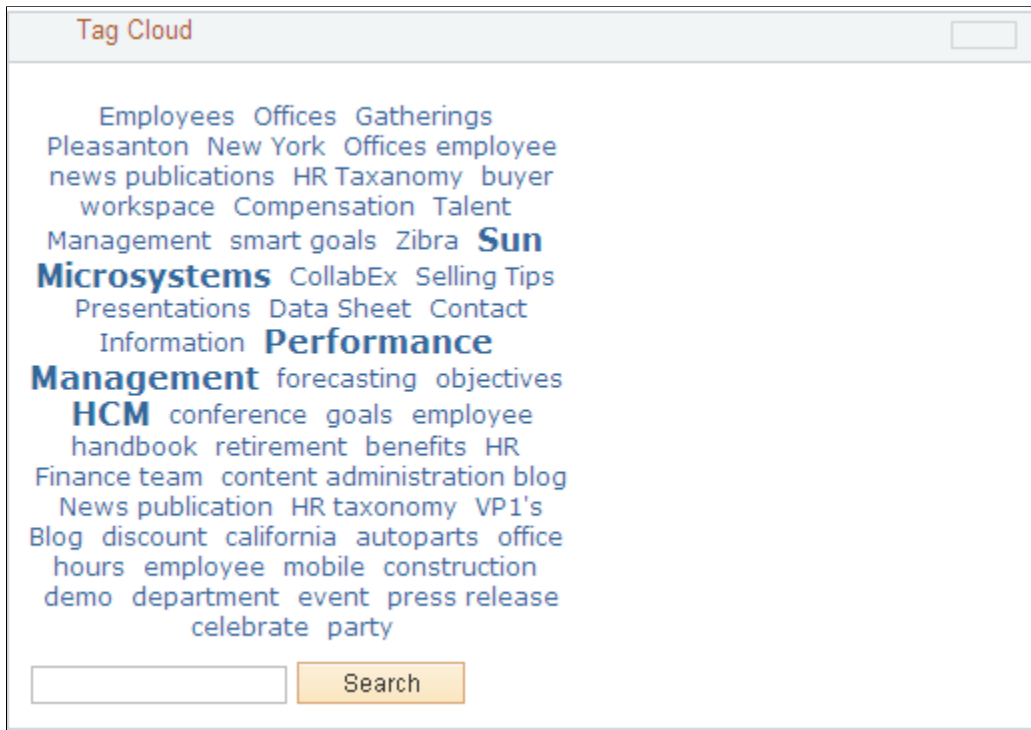 Tag Cloud
Employees Offices Gatherings
Pleasanton New York Offices employee
news publications HR Taxanomy buyer
workspace Compensation Talent
Management smart goals Zibra Sun
Microsystems CollabEx Selling Tips
Presentations Data Sheet Contact
Information Performance
Management forecasting objectives
HCM conference goals employee
handbook retirement benefits HR
Finance team content administration blog
News publication HR taxonomy VP1's
Blog discount california autoparts office
hours employee mobile construction
demo department event press release
celebrate party
Search